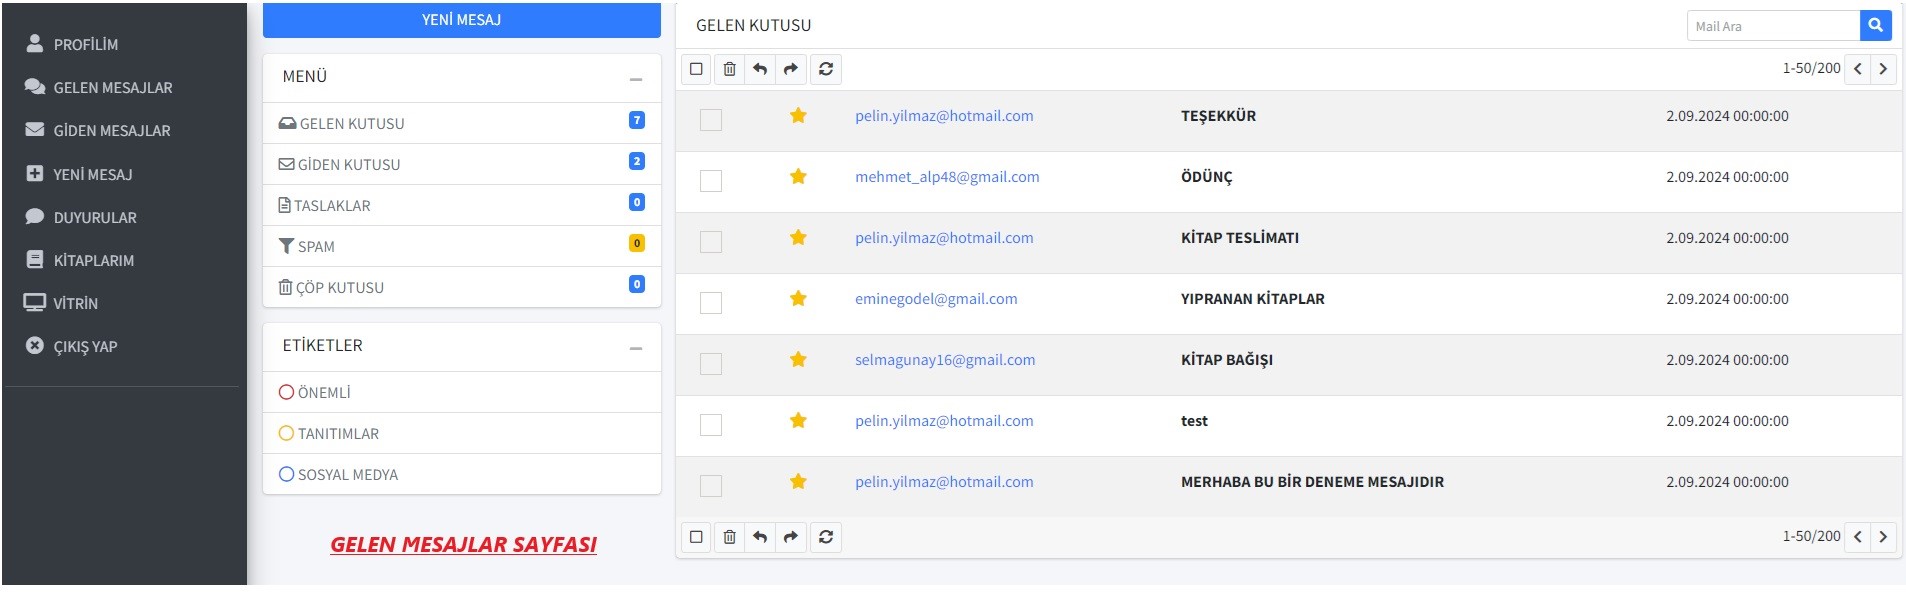 PROFİLİM
GELEN MESAJLAR
GİDEN MESAJLAR
YENİ MESAJ
DUYURULAR
KİTAPLARIM
VİTRİN
ÇIKIŞ YAP
YENİ MESAJ
MENÜ
GELEN KUTUSU 7
GİDEN KUTUSU 2
TASLAKLAR 0
SPAM 0
ÇÖP KUTUSU 0
ETİKETLER
ÖNEMLİ
TANITIMLAR
SOSYAL MEDYA
GELEN MESAJLAR SAYFASI
GELEN KUTUSU Mail Ara
1-50/200
pelin.yilmaz@hotmail.com TEŞEKKÜR 2.09.2024 00:00:00
mehmet_alp48@gmail.com ÖDÜNÇ 2.09.2024 00:00:00
pelin.yilmaz@hotmail.com KİTAP TESLİMATI 2.09.2024 00:00:00
eminegodel@gmail.com YIPRANAN KİTAPLAR 2.09.2024 00:00:00
selmagunay16@gmail.com KİTAP BAĞIŞI 2.09.2024 00:00:00
pelin.yilmaz@hotmail.com test 2.09.2024 00:00:00
pelin.yilmaz@hotmail.com MERHABA BU BİR DENEME MESAJIDIR 2.09.2024 00:00:00
1-50/200